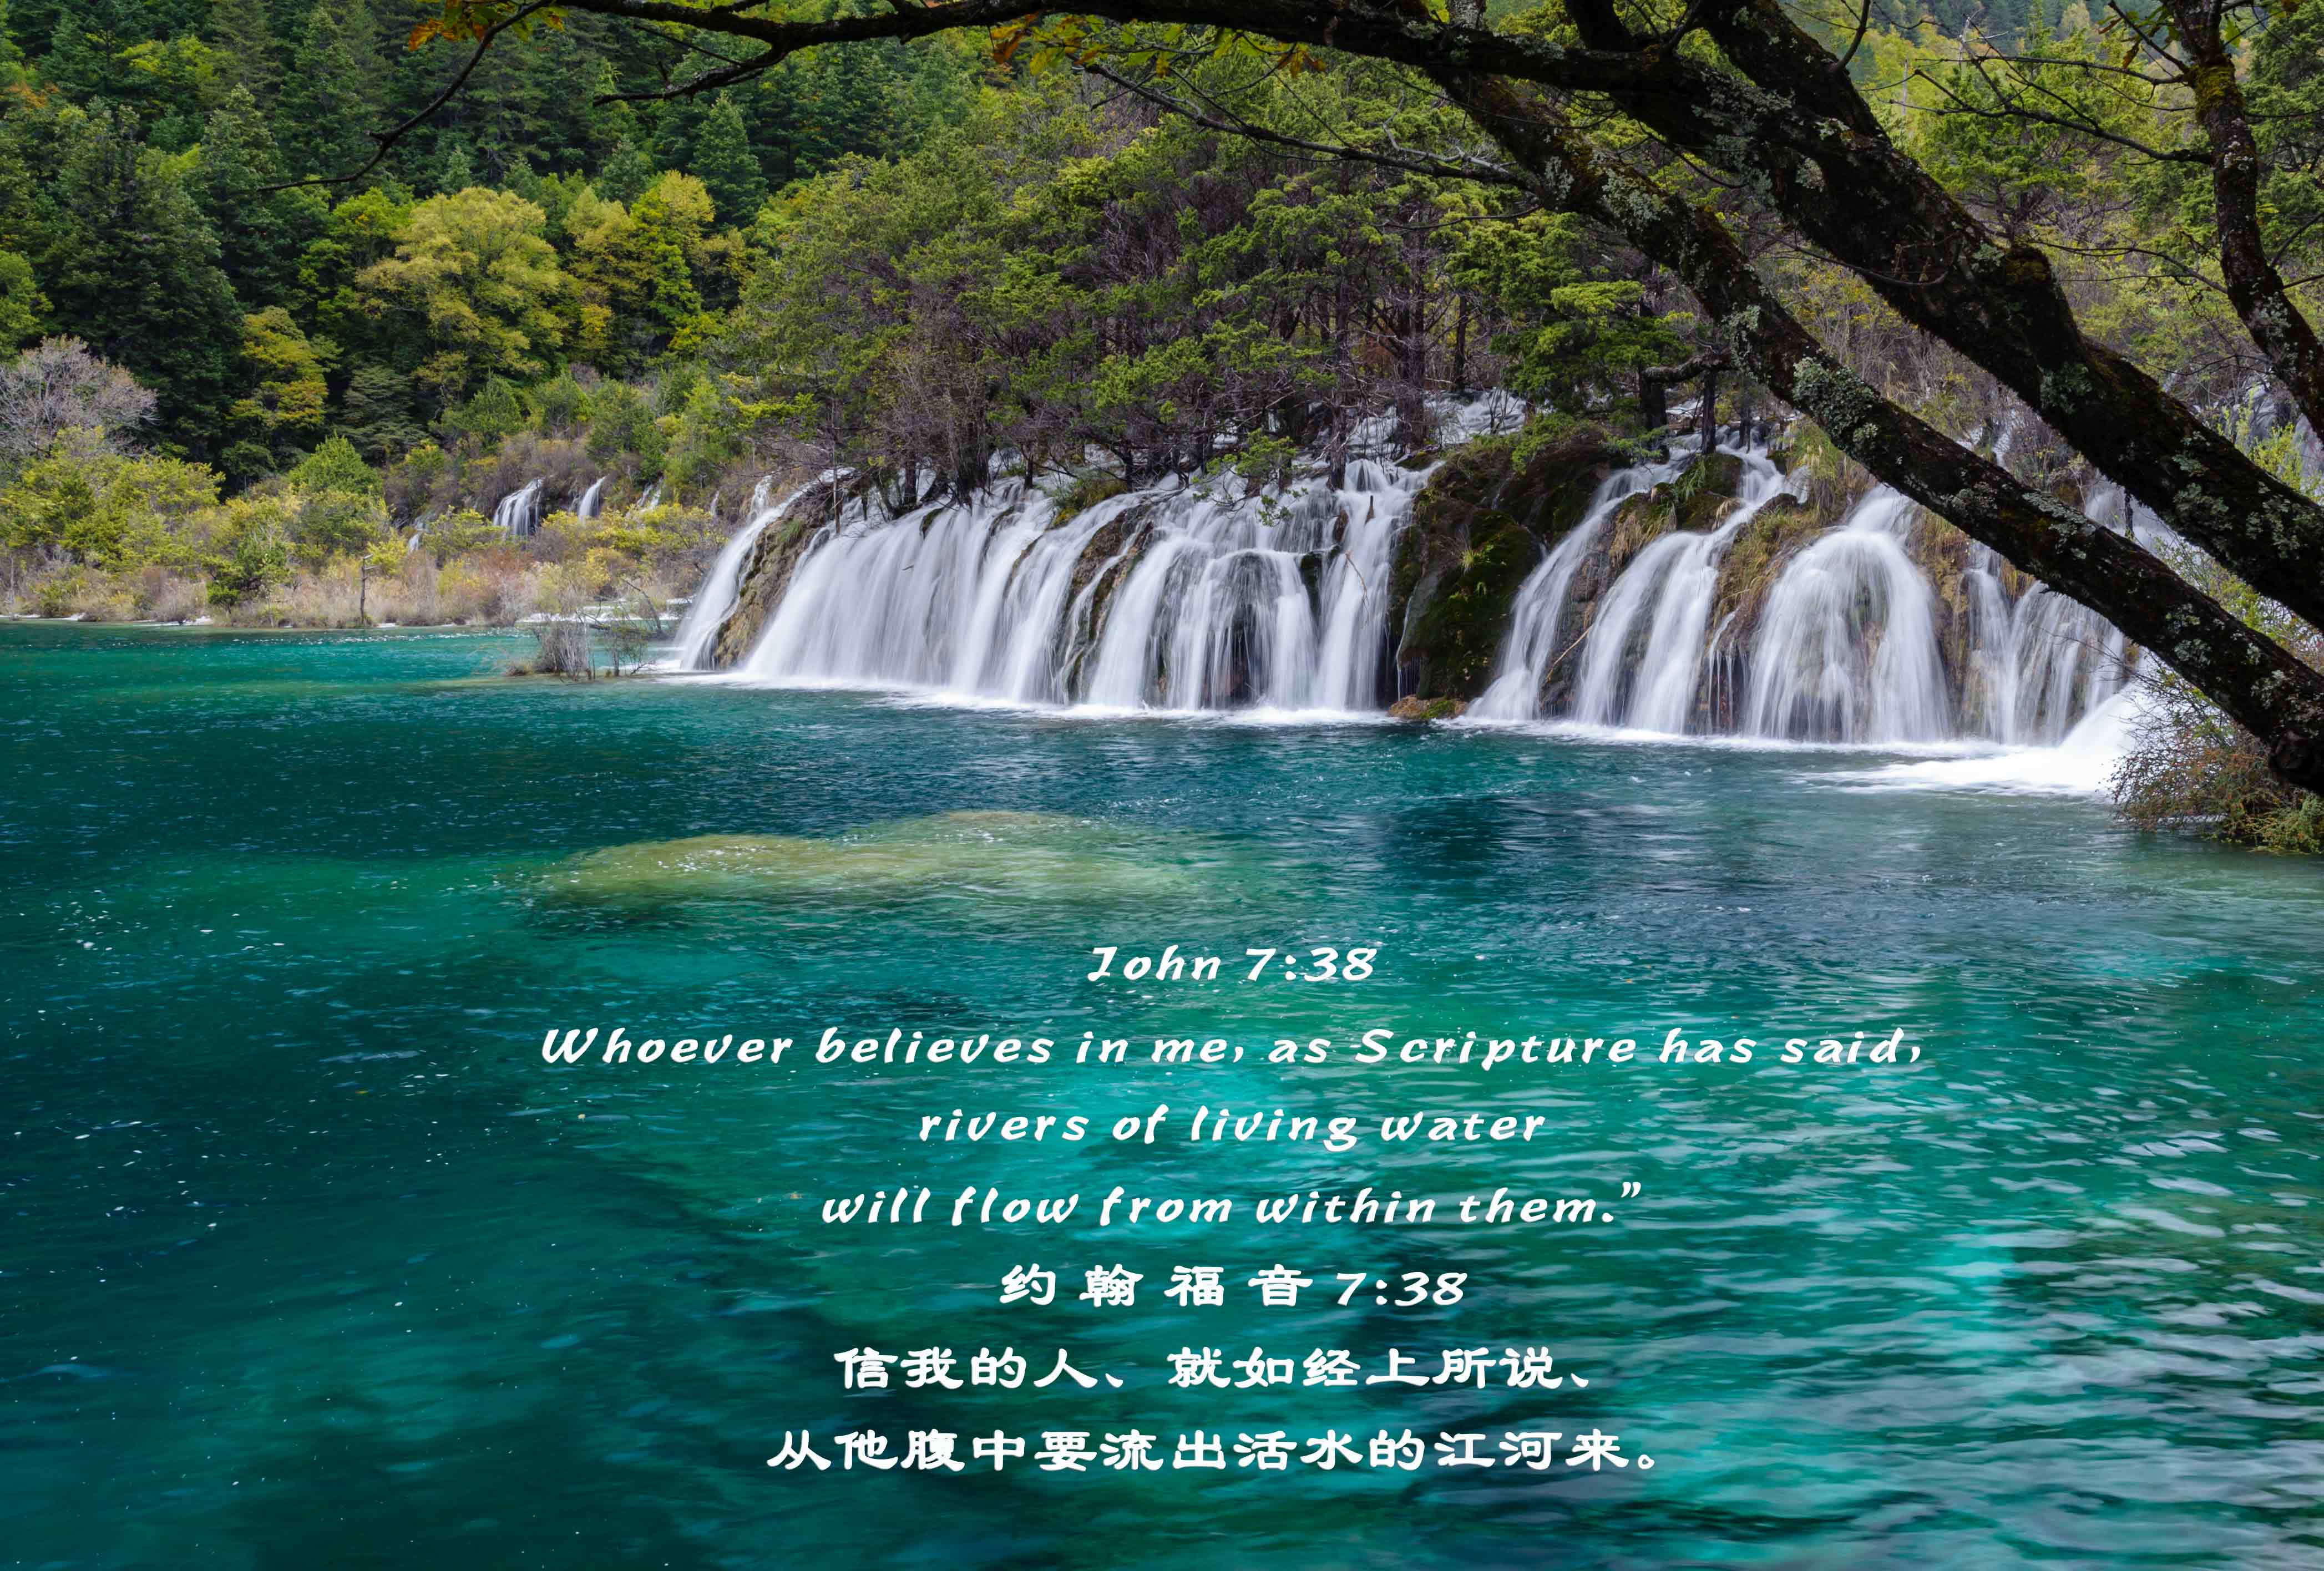 John 7:38
Whoever believes in me, as Scripture has said,
rivers of living water
will flow from within them.”
约翰福音7:38
信我的人、就如经上所说、
从他腹中要流出活水的江河来。